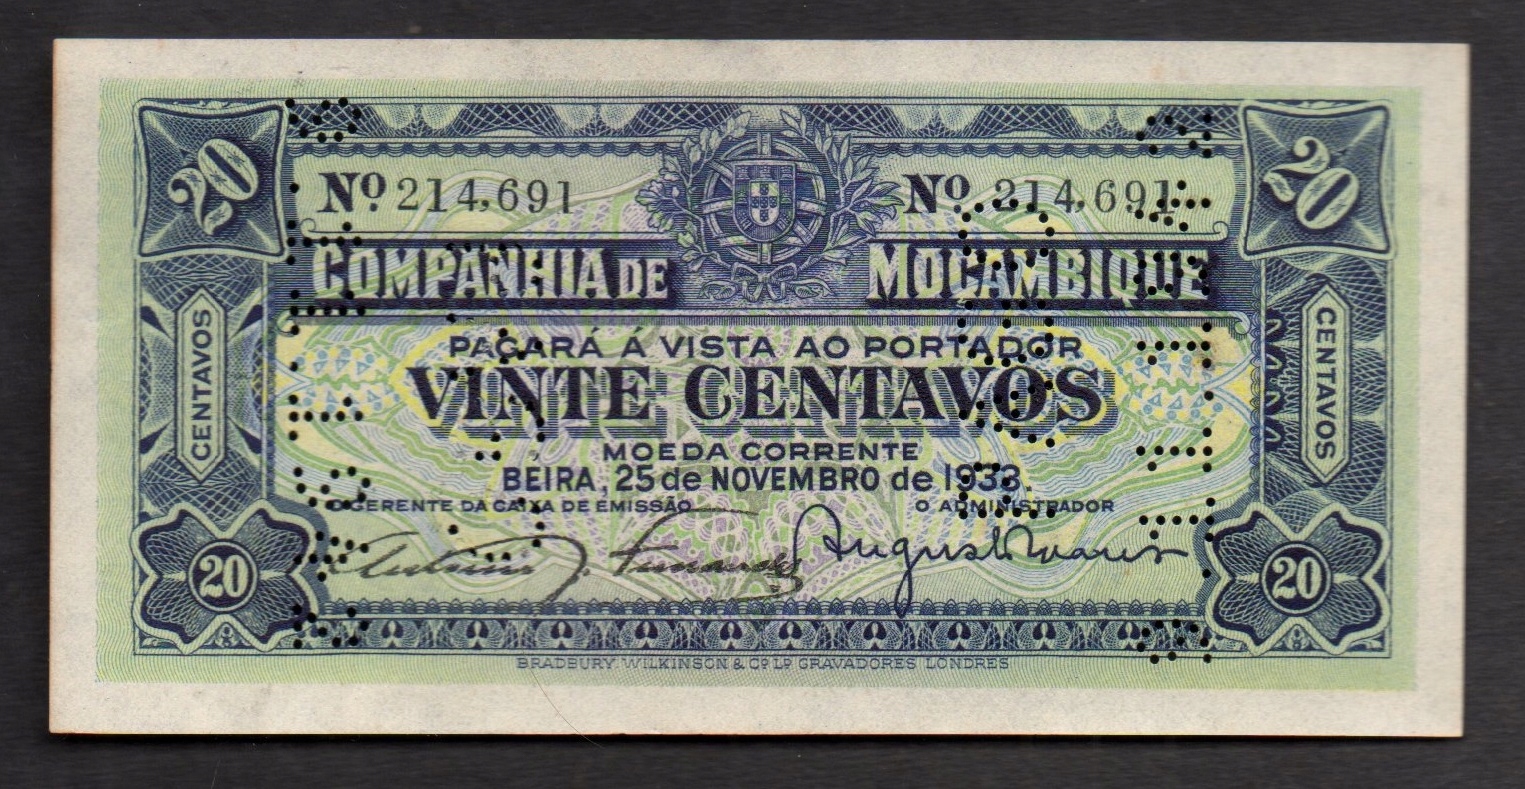 20
Nº 214,691
Nº 214,691
20
COMPANHIA DE MOÇAMBIQUE
PAGARÁ Á VISTA AO PORTADOR
VINTE CENTAVOS
MOEDA CORRENTE
BEIRA, 25 de NOVEMBRO de 1933.
O GERENTE DA CAIXA DE EMISSÃO
O ADMINISTRADOR
CENTAVOS
CENTAVOS
20
20
BRADBURY, WILKINSON & Cº Lᴰ GRAVADORES LONDRES